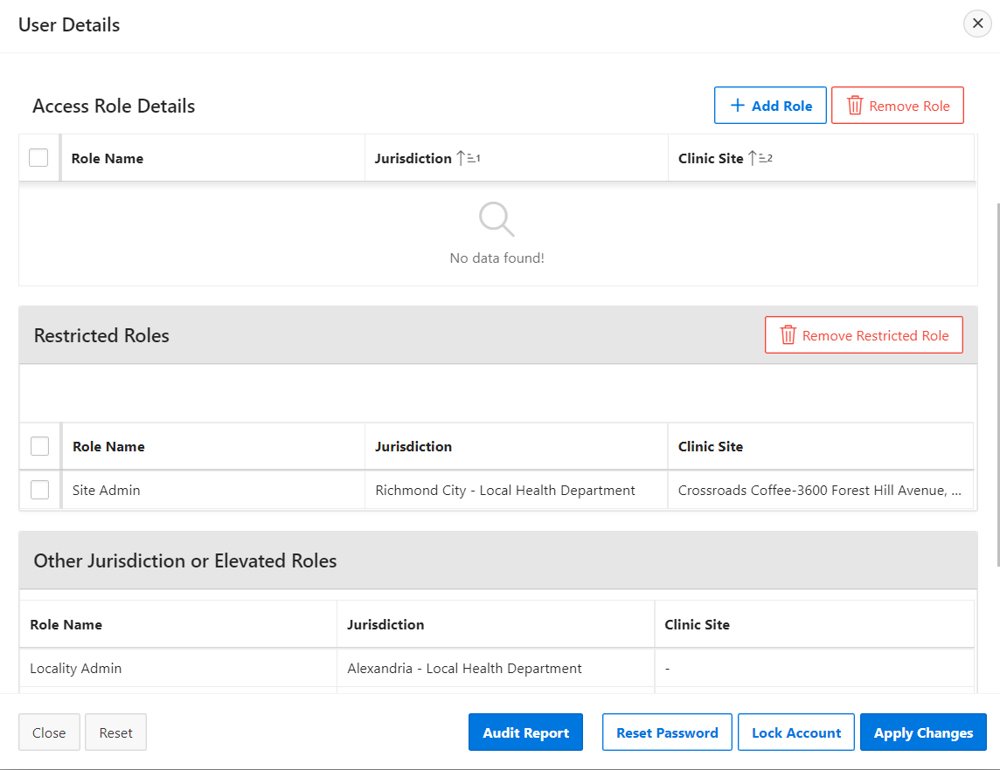 User Details
Access Role Details
Add Role
Remove Role
Role Name
Jurisdiction 1
Clinic Site 2
No data found!
Restricted Roles
Remove Restricted Role
Role Name
Jurisdiction
Clinic Site
Site Admin
Richmond City - Local Health Department
Crossroads Coffee-3600 Forest Hill Avenue, ...
Other Jurisdiction or Elevated Roles
Role Name
Jurisdiction
Clinic Site
Locality Admin
Alexandria - Local Health Department
-
Close
Reset
Audit Report
Reset Password
Lock Account
Apply Changes